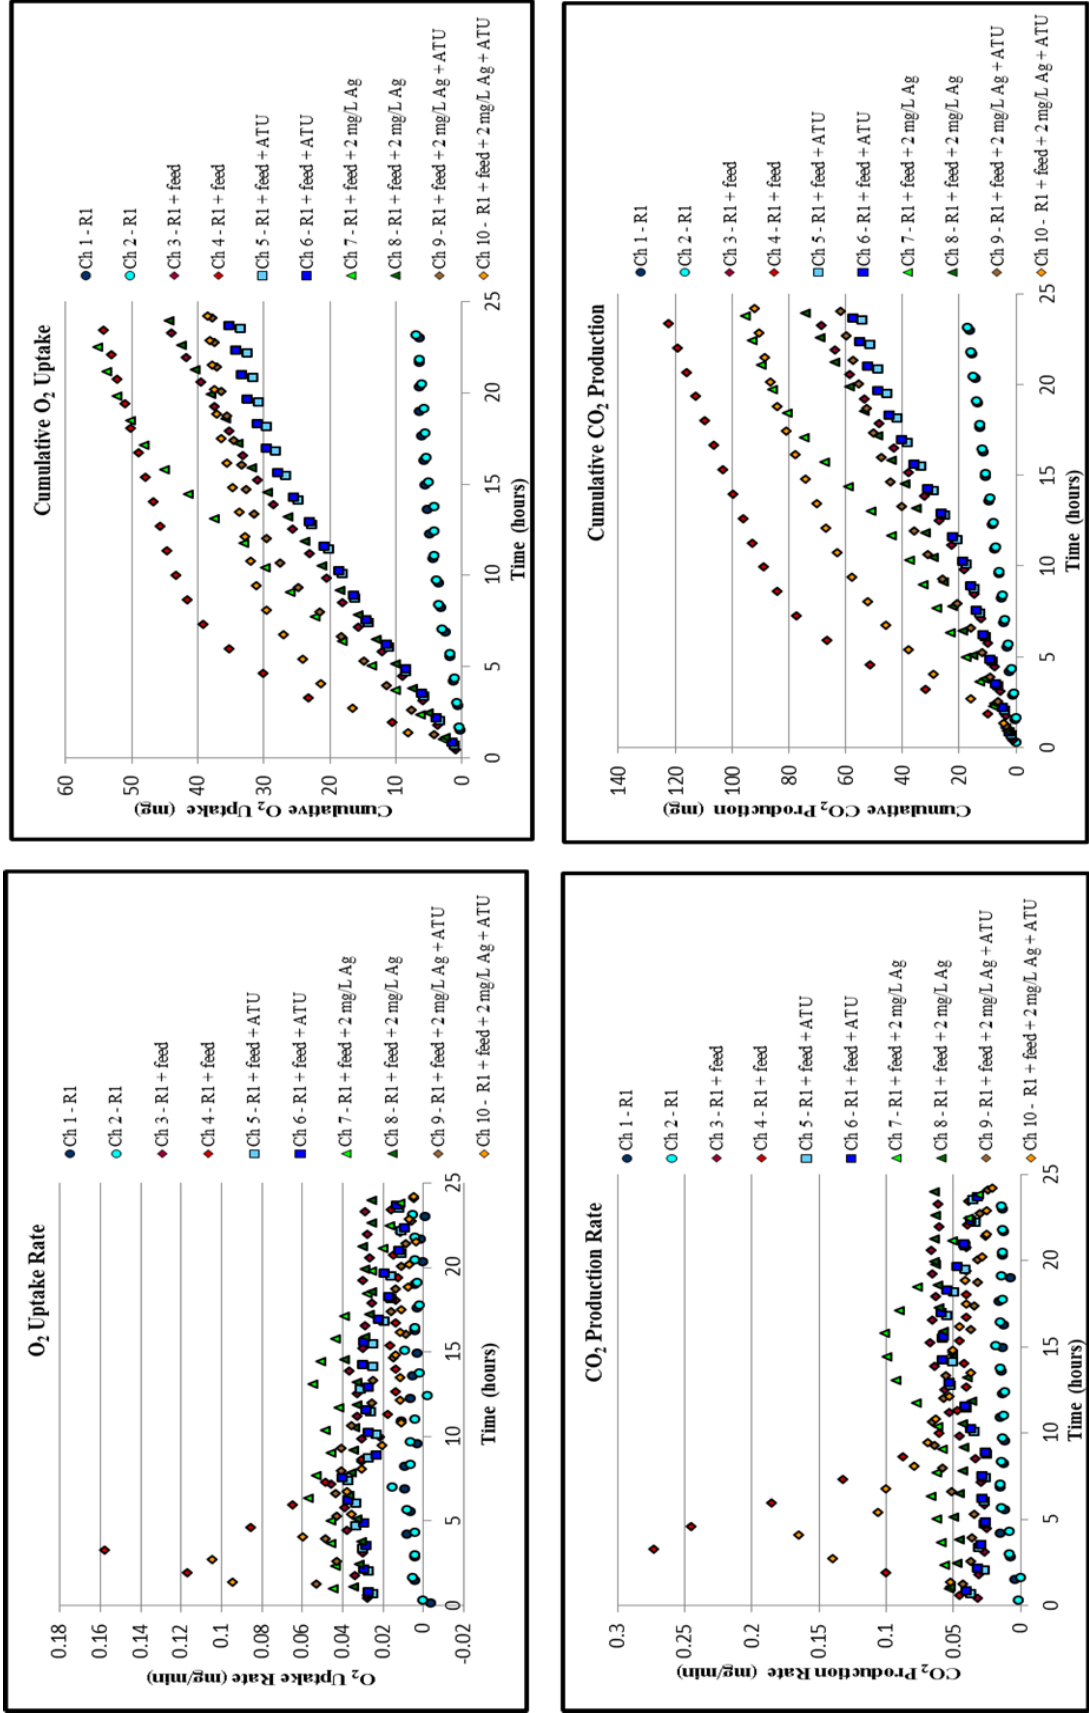 O₂ Uptake Rate
O₂ Uptake Rate (mg/min)
0.18
0.16
0.14
0.12
0.1
0.08
0.06
0.04
0.02
0
-0.02
0 5 10 15 20 25
Time (hours)
Ch 1 - R1
Ch 2 - R1
Ch 3 - R1 + feed
Ch 4 - R1 + feed
Ch 5 - R1 + feed + ATU
Ch 6 - R1 + feed + ATU
Ch 7 - R1 + feed + 2 mg/L Ag
Ch 8 - R1 + feed + 2 mg/L Ag
Ch 9 - R1 + feed + 2 mg/L Ag + ATU
Ch 10 - R1 + feed + 2 mg/L Ag + ATU
Cumulative O₂ Uptake
Cumulative O₂ Uptake (mg)
60
50
40
30
20
10
0
0 5 10 15 20 25
Time (hours)
Ch 1 - R1
Ch 2 - R1
Ch 3 - R1 + feed
Ch 4 - R1 + feed
Ch 5 - R1 + feed + ATU
Ch 6 - R1 + feed + ATU
Ch 7 - R1 + feed + 2 mg/L Ag
Ch 8 - R1 + feed + 2 mg/L Ag
Ch 9 - R1 + feed + 2 mg/L Ag + ATU
Ch 10 - R1 + feed + 2 mg/L Ag + ATU
CO₂ Production Rate
CO₂ Production Rate (mg/min)
0.3
0.25
0.2
0.15
0.1
0.05
0
0 5 10 15 20 25
Time (hours)
Ch 1 - R1
Ch 2 - R1
Ch 3 - R1 + feed
Ch 4 - R1 + feed
Ch 5 - R1 + feed + ATU
Ch 6 - R1 + feed + ATU
Ch 7 - R1 + feed + 2 mg/L Ag
Ch 8 - R1 + feed + 2 mg/L Ag
Ch 9 - R1 + feed + 2 mg/L Ag + ATU
Ch 10 - R1 + feed + 2 mg/L Ag + ATU
Cumulative CO₂ Production
Cumulative CO₂ Production (mg)
140
120
100
80
60
40
20
0
0 5 10 15 20 25
Time (hours)
Ch 1 - R1
Ch 2 - R1
Ch 3 - R1 + feed
Ch 4 - R1 + feed
Ch 5 - R1 + feed + ATU
Ch 6 - R1 + feed + ATU
Ch 7 - R1 + feed + 2 mg/L Ag
Ch 8 - R1 + feed + 2 mg/L Ag
Ch 9 - R1 + feed + 2 mg/L Ag + ATU
Ch 10 - R1 + feed + 2 mg/L Ag + ATU